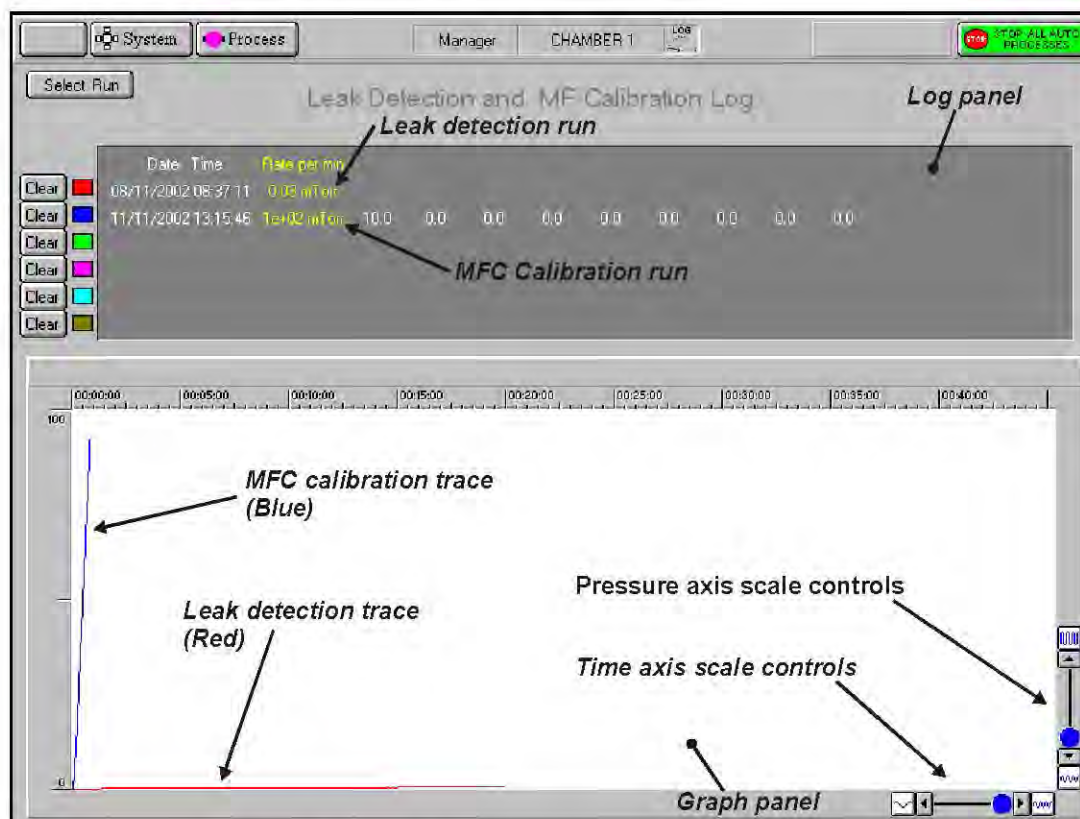 System Process Manager CHAMBER 1 LOG STOP STOP ALL AUTO PROCESSES
Select Run
Leak Detection and MF Calibration Log
Log panel
Leak detection run
Date Time Rate per min
Clear 08/11/2002 08:37:11 0.03 mTorr
Clear 11/11/2002 13:15:46 1e+02 mTorr 10.0 0.0 0.0 0.0 0.0 0.0 0.0 0.0 0.0
Clear
MFC Calibration run
Clear
Clear
Clear
00:00:00 00:05:00 00:10:00 00:15:00 00:20:00 00:25:00 00:30:00 00:35:00 00:40:00
100
MFC calibration trace
(Blue)
Pressure axis scale controls
Leak detection trace
(Red)
Time axis scale controls
0
Graph panel